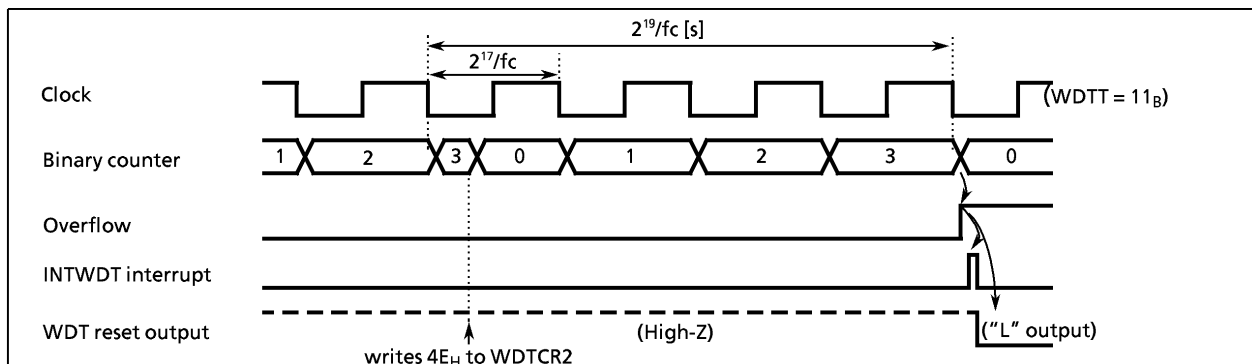 2¹⁹/fc [s]
2¹⁷/fc
Clock
(WDTT = 11B)
Binary counter
1 2 3 0 1 2 3 0
Overflow
INTWDT interrupt
WDT reset output
(High-Z)
("L" output)
writes 4EH to WDTCR2